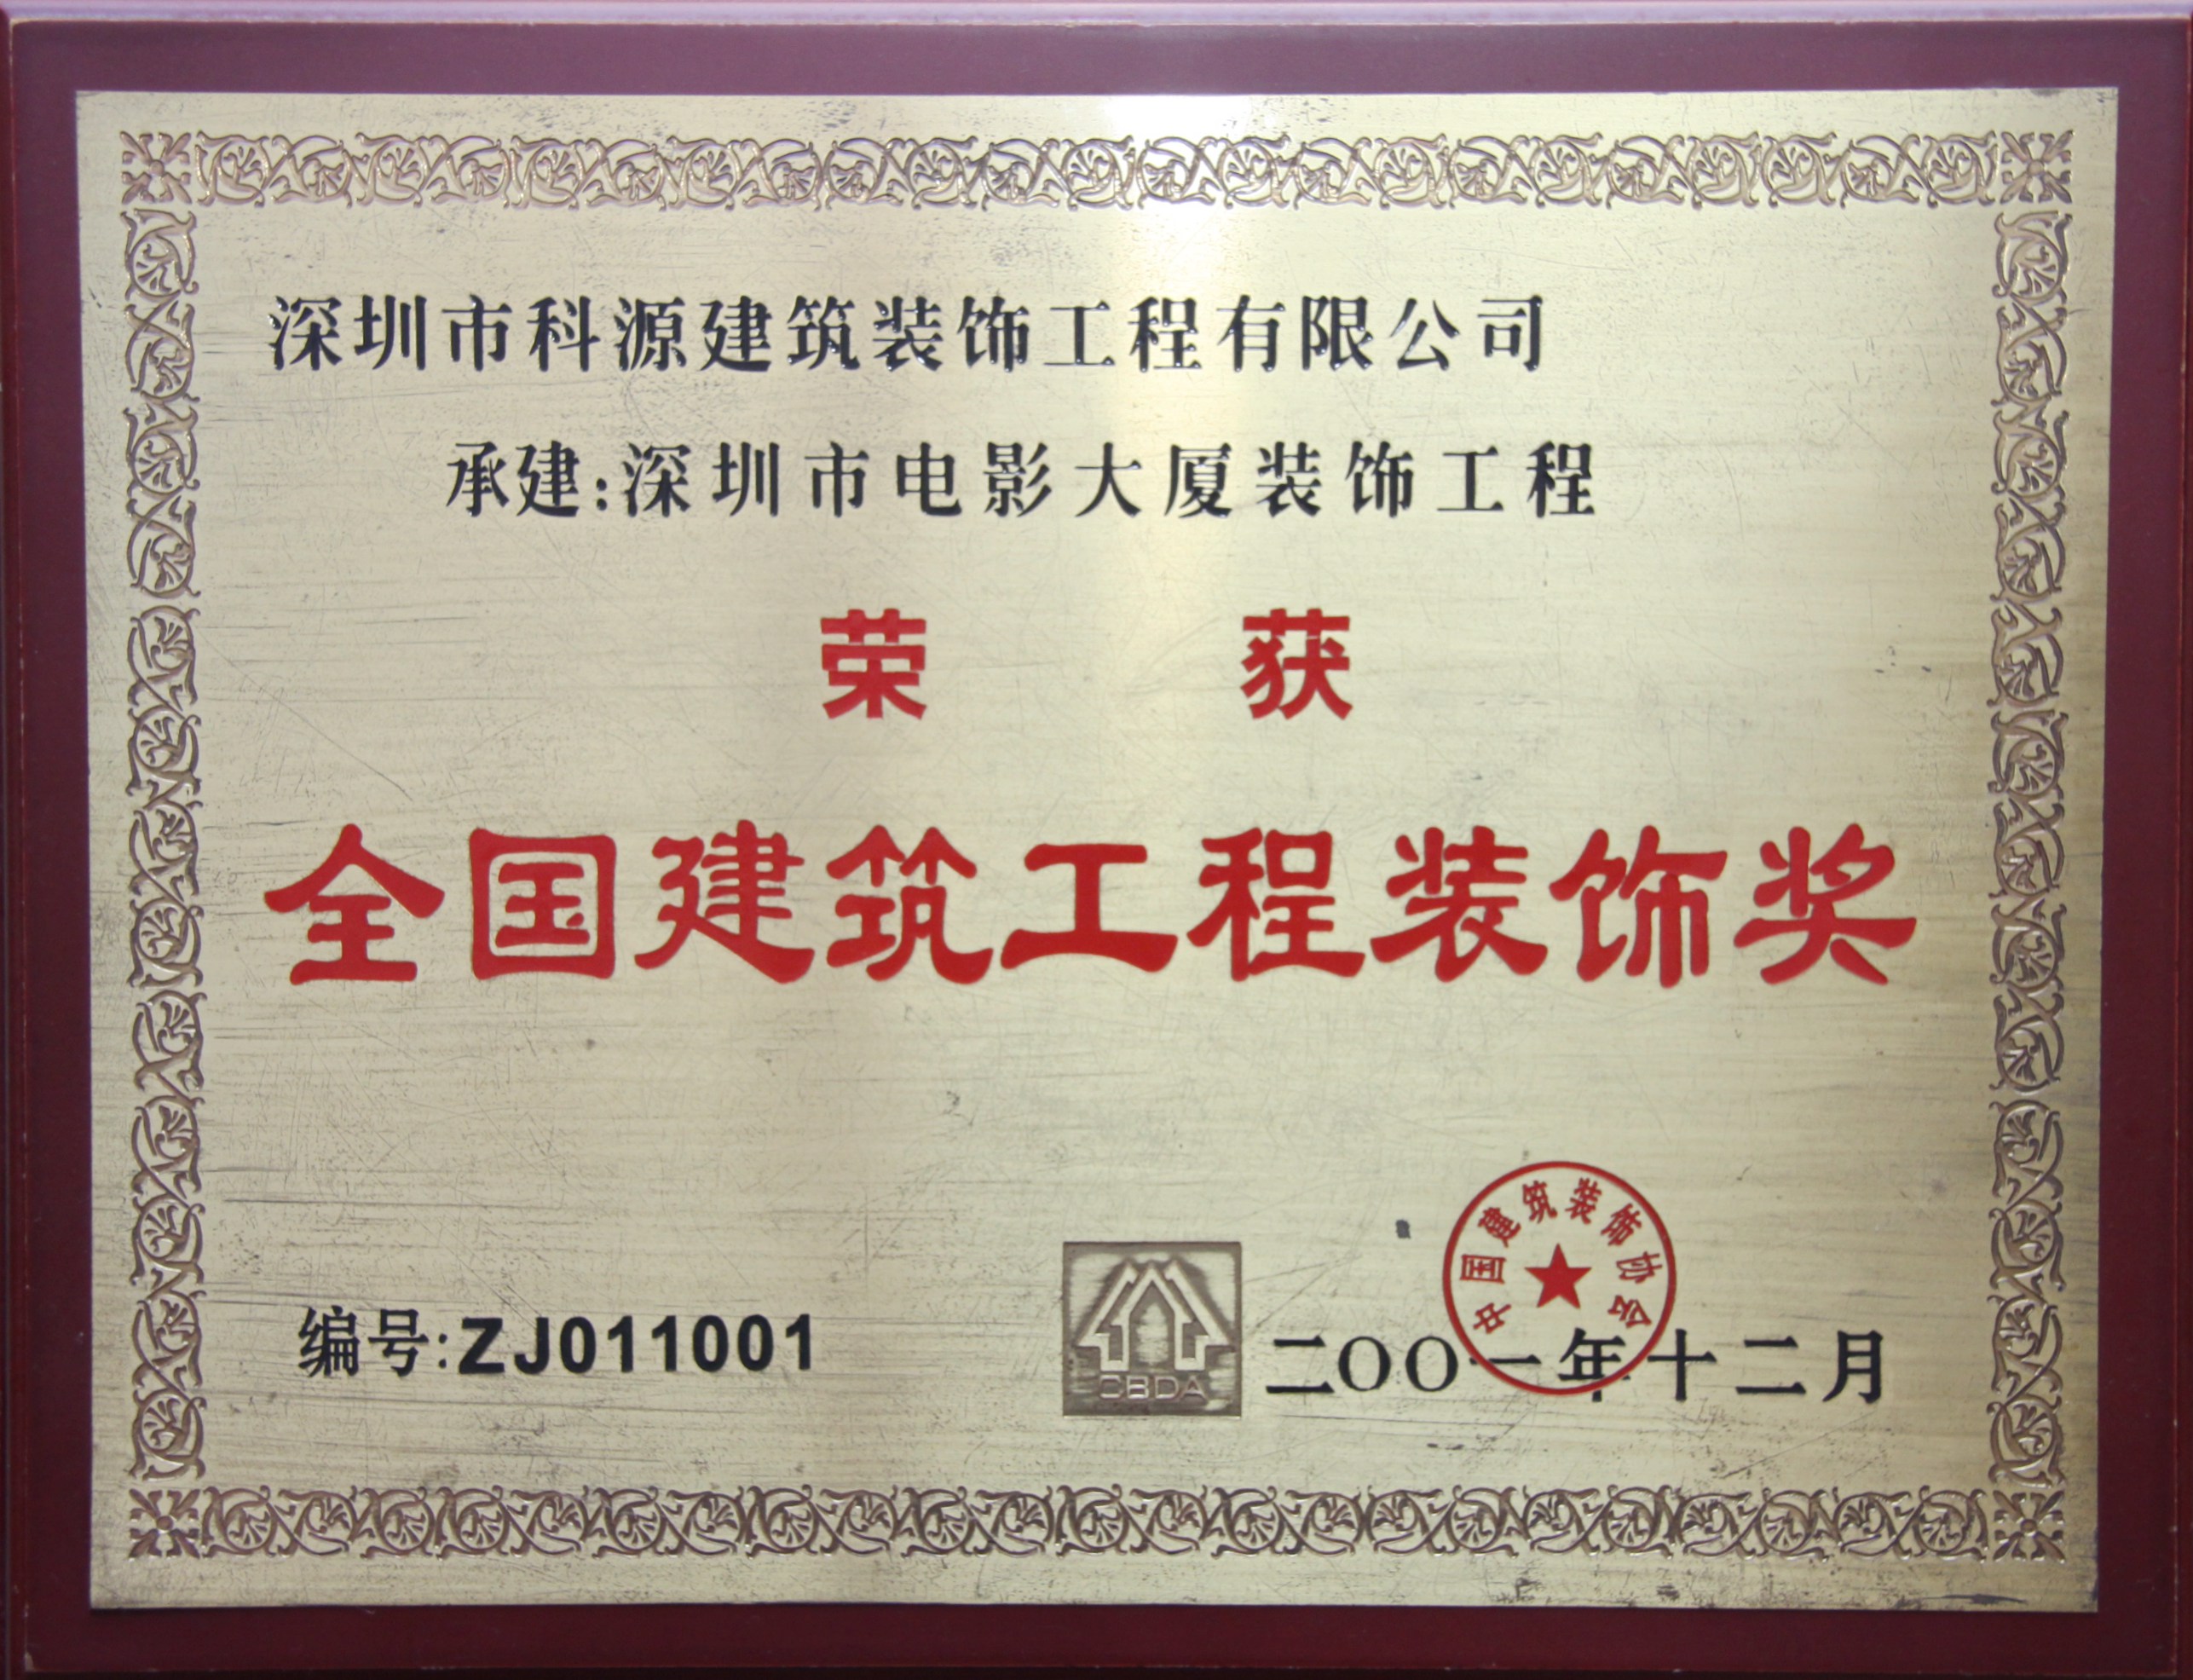 深圳市科源建筑装饰工程有限公司
承建:深圳市电影大厦装饰工程
荣 获
全国建筑工程装饰奖
中国建筑装饰协会
编号:ZJ011001
CBDA
二〇〇一年十二月